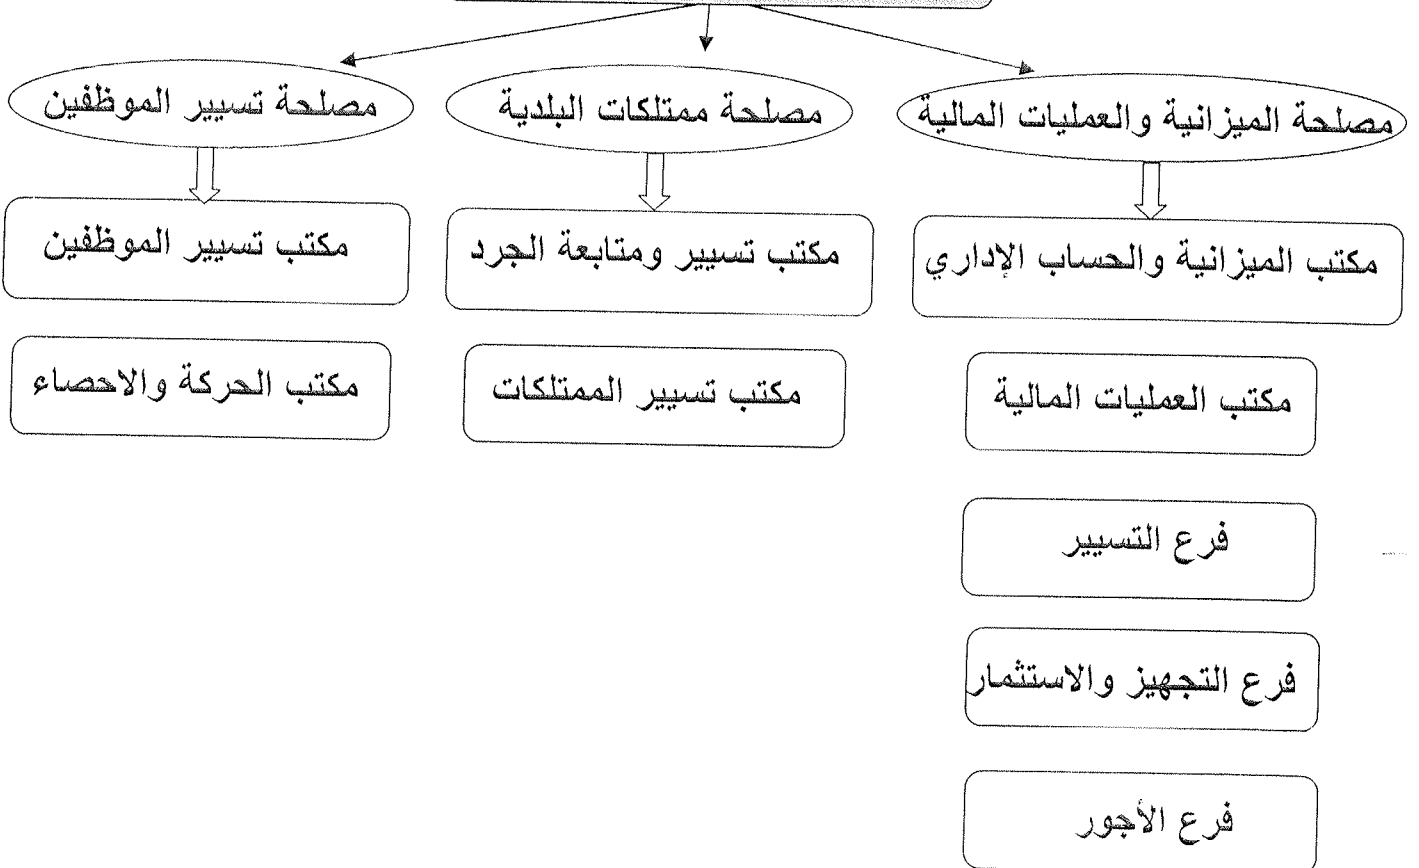 مصلحة الميزانية والعمليات المالية
مصلحة ممتلكات البلدية
مصلحة تسيير الموظفين
مكتب الميزانية والحساب الإداري
مكتب تسيير ومتابعة الجرد
مكتب تسيير الموظفين
مكتب العمليات المالية
مكتب تسيير الممتلكات
مكتب الحركة والاحصاء
فرع التسيير
فرع التجهيز والاستثمار
فرع الأجور